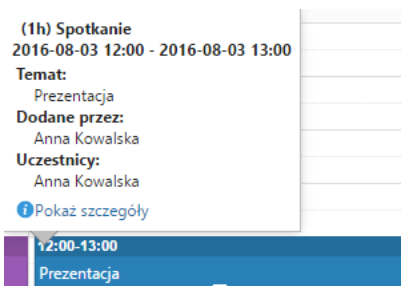 (1h) Spotkanie
2016-08-03 12:00 - 2016-08-03 13:00
Temat:
Prezentacja
Dodane przez:
Anna Kowalska
Uczestnicy:
Anna Kowalska
Pokaż szczegóły
12:00-13:00
Prezentacja